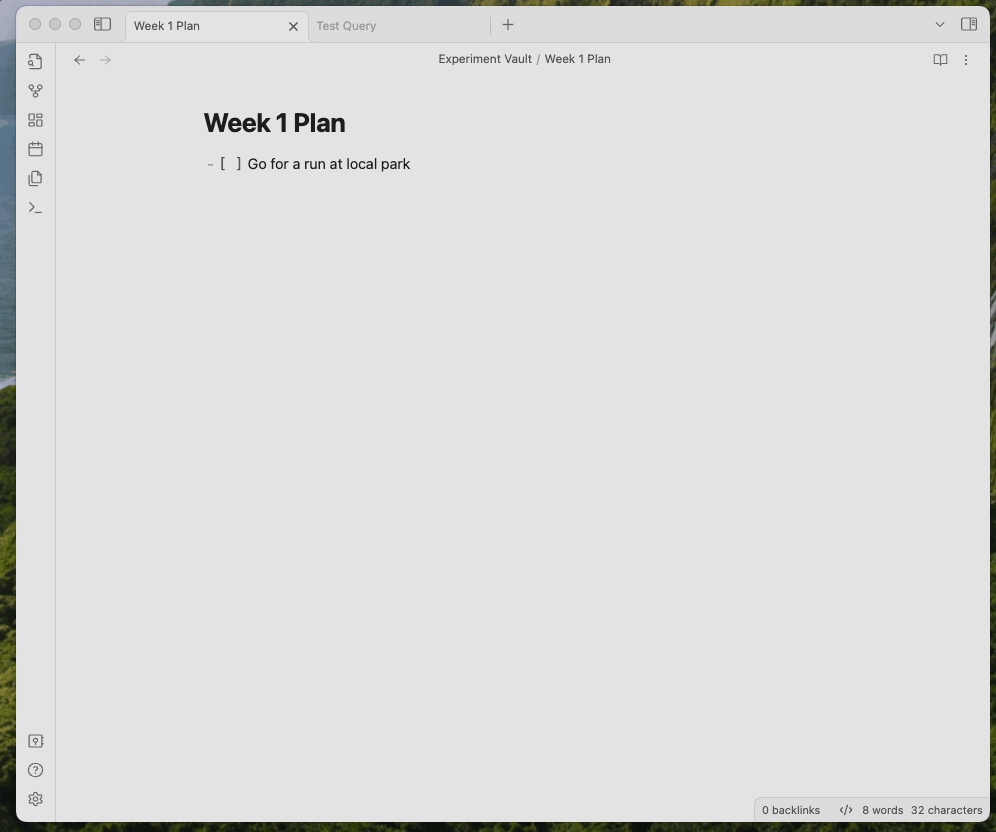 Week 1 Plan
Test Query
Experiment Vault / Week 1 Plan
Week 1 Plan
- [ ] Go for a run at local park
0 backlinks </> 8 words 32 characters